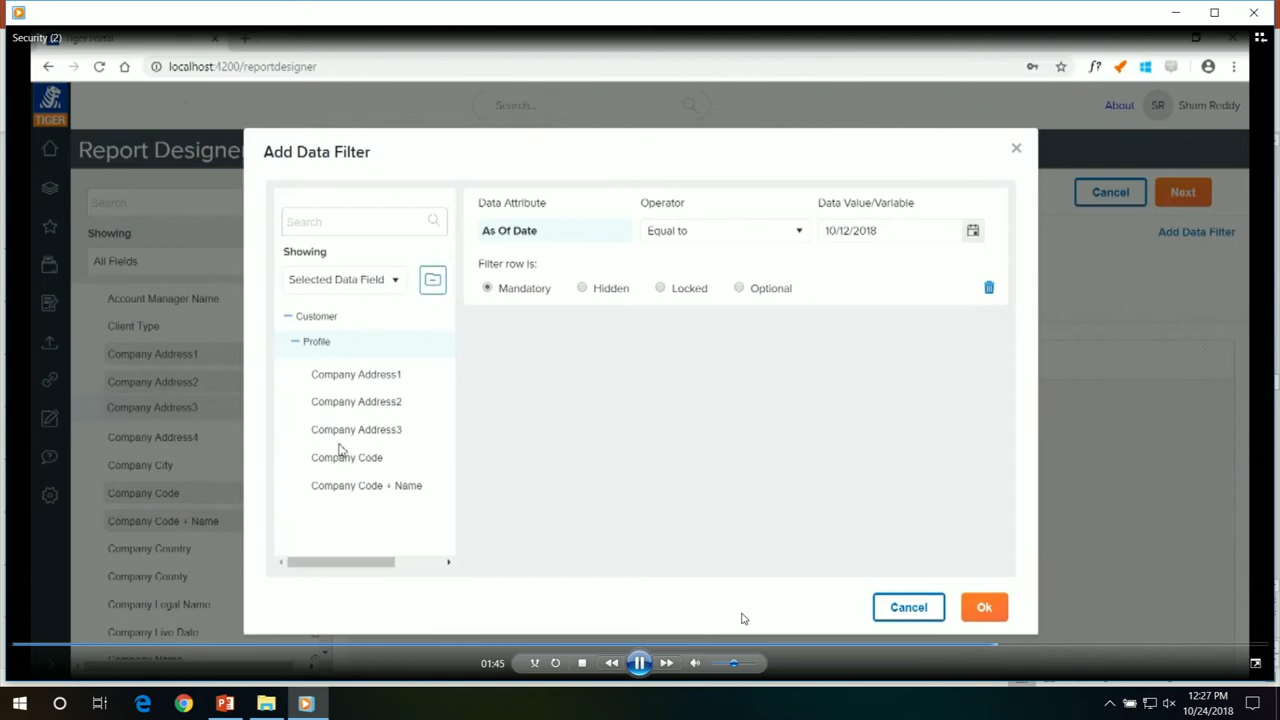 Security (2)
Tiger Portal
localhost:4200/reportdesigner
f?
TIGER
Search...
About
SR
Sham Reddy
Report Designer
Search
Showing
All Fields
Account Manager Name
Client Type
Company Address1
Company Address2
Company Address3
Company Address4
Company City
Company Code
Company Code + Name
Company Country
Company County
Company Legal Name
Company Live Date
Company Name
Cancel
Next
Add Data Filter
Add Data Filter
Search
Showing
Selected Data Field
Customer
Profile
Company Address1
Company Address2
Company Address3
Company Code
Company Code + Name
Data Attribute
Operator
Data Value/Variable
As Of Date
Equal to
10/12/2018
Filter row is:
Mandatory
Hidden
Locked
Optional
Cancel
Ok
01:45
12:27 PM
10/24/2018